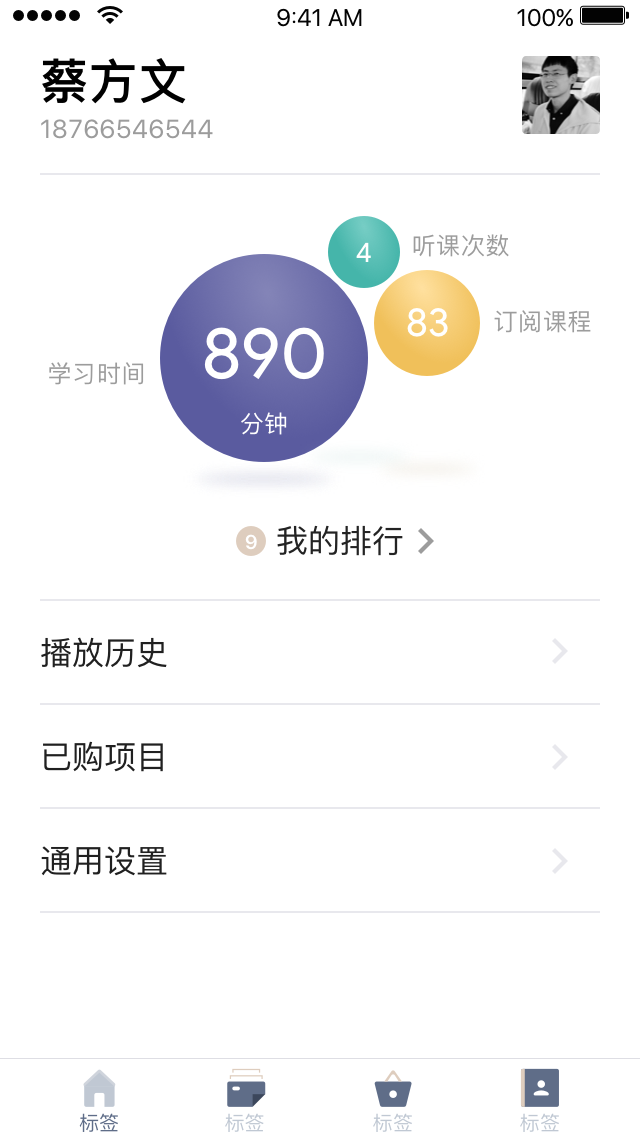 9:41 AM 100%
蔡方文
18766546544
4 听课次数
83 订阅课程
890
学习时间
分钟
9 我的排行
播放历史
已购项目
通用设置
标签 标签 标签 标签